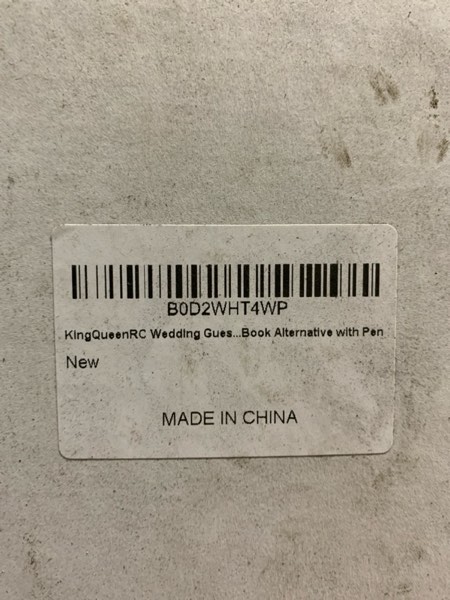 B0D2WHT4WP
KingQueenRC Wedding Gues...Book Alternative with Pen
New
MADE IN CHINA